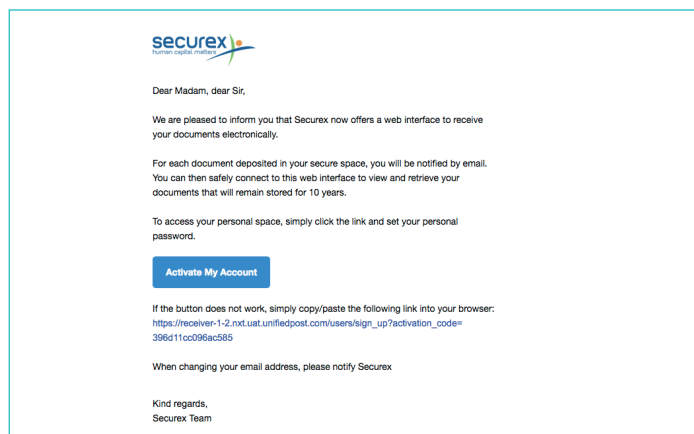 securex
human capital matters
Dear Madam, dear Sir,
We are pleased to inform you that Securex now offers a web interface to receive
your documents electronically.
For each document deposited in your secure space, you will be notified by email.
You can then safely connect to this web interface to view and retrieve your
documents that will remain stored for 10 years.
To access your personal space, simply click the link and set your personal
password.
Activate My Account
If the button does not work, simply copy/paste the following link into your browser:
https://receiver-1-2.nxt.uat.unifiedpost.com/users/sign_up?activation_code=
396d11cc096ac585
When changing your email address, please notify Securex
Kind regards,
Securex Team